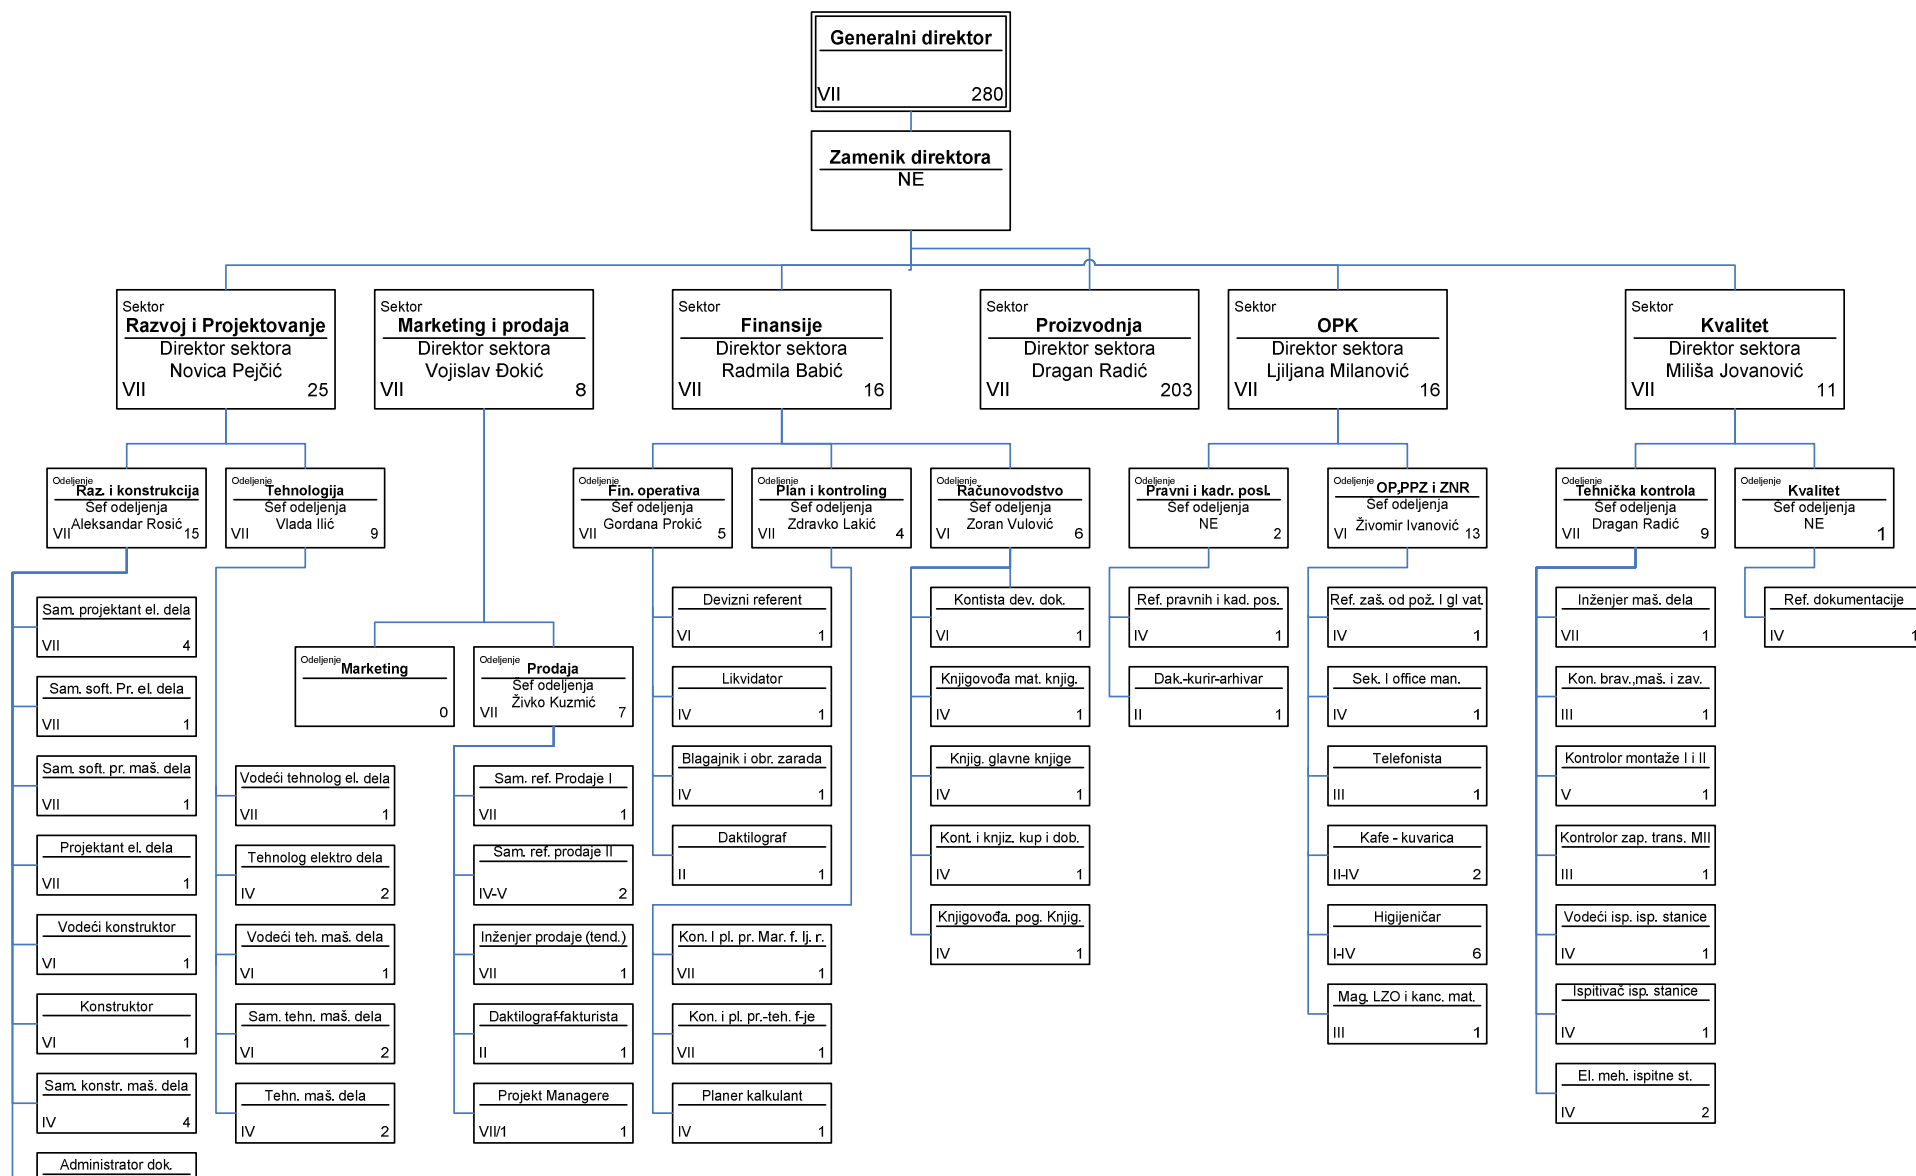 Generalni direktor
VII 280
Zamenik direktora
NE
Sektor
Razvoj i Projektovanje
Direktor sektora
Novica Pejčić
VII 25
Sektor
Marketing i prodaja
Direktor sektora
Vojislav Đokić
VII 8
Sektor
Finansije
Direktor sektora
Radmila Babić
VII 16
Sektor
Proizvodnja
Direktor sektora
Dragan Radić
VII 203
Sektor
OPK
Direktor sektora
Ljiljana Milanović
VII 16
Sektor
Kvalitet
Direktor sektora
Miliša Jovanović
VII 11
Odeljenje
Raz. i konstrukcija
Šef odeljenja
Aleksandar Rosić
VII 15
Odeljenje
Tehnologija
Šef odeljenja
Vlada Ilić
VII 9
Odeljenje
Fin. operativa
Šef odeljenja
Gordana Prokić
VII 5
Odeljenje
Plan i kontroling
Šef odeljenja
Zdravko Lakić
VII 4
Odeljenje
Računovodstvo
Šef odeljenja
Zoran Vulović
VI 6
Odeljenje
Pravni i kadr. posl.
Šef odeljenja
NE
VII 2
Odeljenje
OP,PPZ i ZNR
Šef odeljenja
Živomir Ivanović
VI 13
Odeljenje
Tehnička kontrola
Šef odeljenja
Dragan Radić
VII 9
Odeljenje
Kvalitet
Šef odeljenja
NE
VII 1
Sam. projektant el. dela
VII 4
Sam. soft. Pr. el. dela
VII 1
Sam. soft. pr. maš. dela
VII 1
Projektant el. dela
VII 1
Vodeći konstruktor
VI 1
Konstruktor
VI 1
Sam. konstr. maš. dela
IV 4
Administrator dok.
Vodeći tehnolog el. dela
VII 1
Tehnolog elektro dela
IV 2
Vodeći teh. maš. dela
VI 1
Sam. tehn. maš. dela
VI 2
Tehn. maš. dela
IV 2
Odeljenje
Marketing
0
Odeljenje
Prodaja
Šef odeljenja
Živko Kuzmić
VII 7
Sam. ref. Prodaje I
VII 1
Sam. ref. prodaje II
IV-V 2
Inženjer prodaje (tend.)
VII 1
Daktilograf-fakturista
II 1
Projekt Managere
VII/1 1
Devizni referent
VI 1
Likvidator
IV 1
Blagajnik i obr. zarada
IV 1
Daktilograf
II 1
Kon. I pl. pr. Mar. f. lj. r.
VII 1
Kon. i pl. pr.-teh. f-je
VII 1
Planer kalkulant
IV 1
Kontista dev. dok.
VI 1
Knjigovođa mat. knjig.
IV 1
Knjig. glavne knjige
IV 1
Kont. i knjiz. kup i dob.
IV 1
Knjigovođa. pog. Knjig.
IV 1
Ref. pravnih i kad. pos.
IV 1
Dak.-kurir-arhivar
II 1
Ref. zaš. od pož. I gl vat.
IV 1
Sek. I office man.
IV 1
Telefonista
III 1
Kafe - kuvarica
II-IV 2
Higijeničar
I-IV 6
Mag. LZO i kanc. mat.
III 1
Inženjer maš. dela
VII 1
Kon. brav.,maš. i zav.
III 1
Kontrolor montaže I i II
V 1
Kontrolor zap. trans. MII
III 1
Vodeći isp. isp. stanice
IV 1
Ispitivač isp. stanice
IV 1
El. meh. ispitne st.
IV 2
Ref. dokumentacije
IV 1